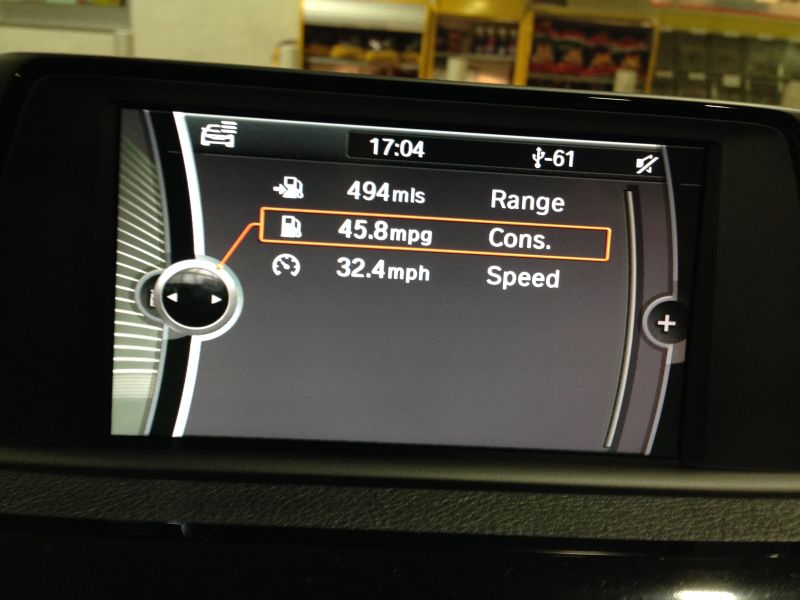 17:04 -61
494mls Range
45.8mpg Cons.
32.4mph Speed